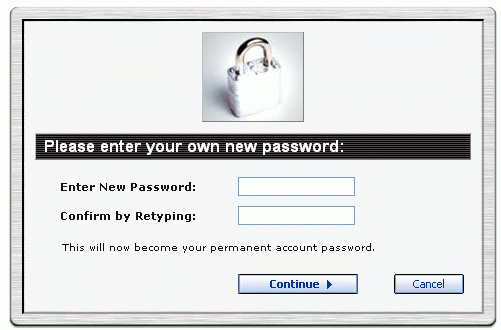 Please enter your own new password:
Enter New Password:
Confirm by Retyping:
This will now become your permanent account password.
Continue
Cancel